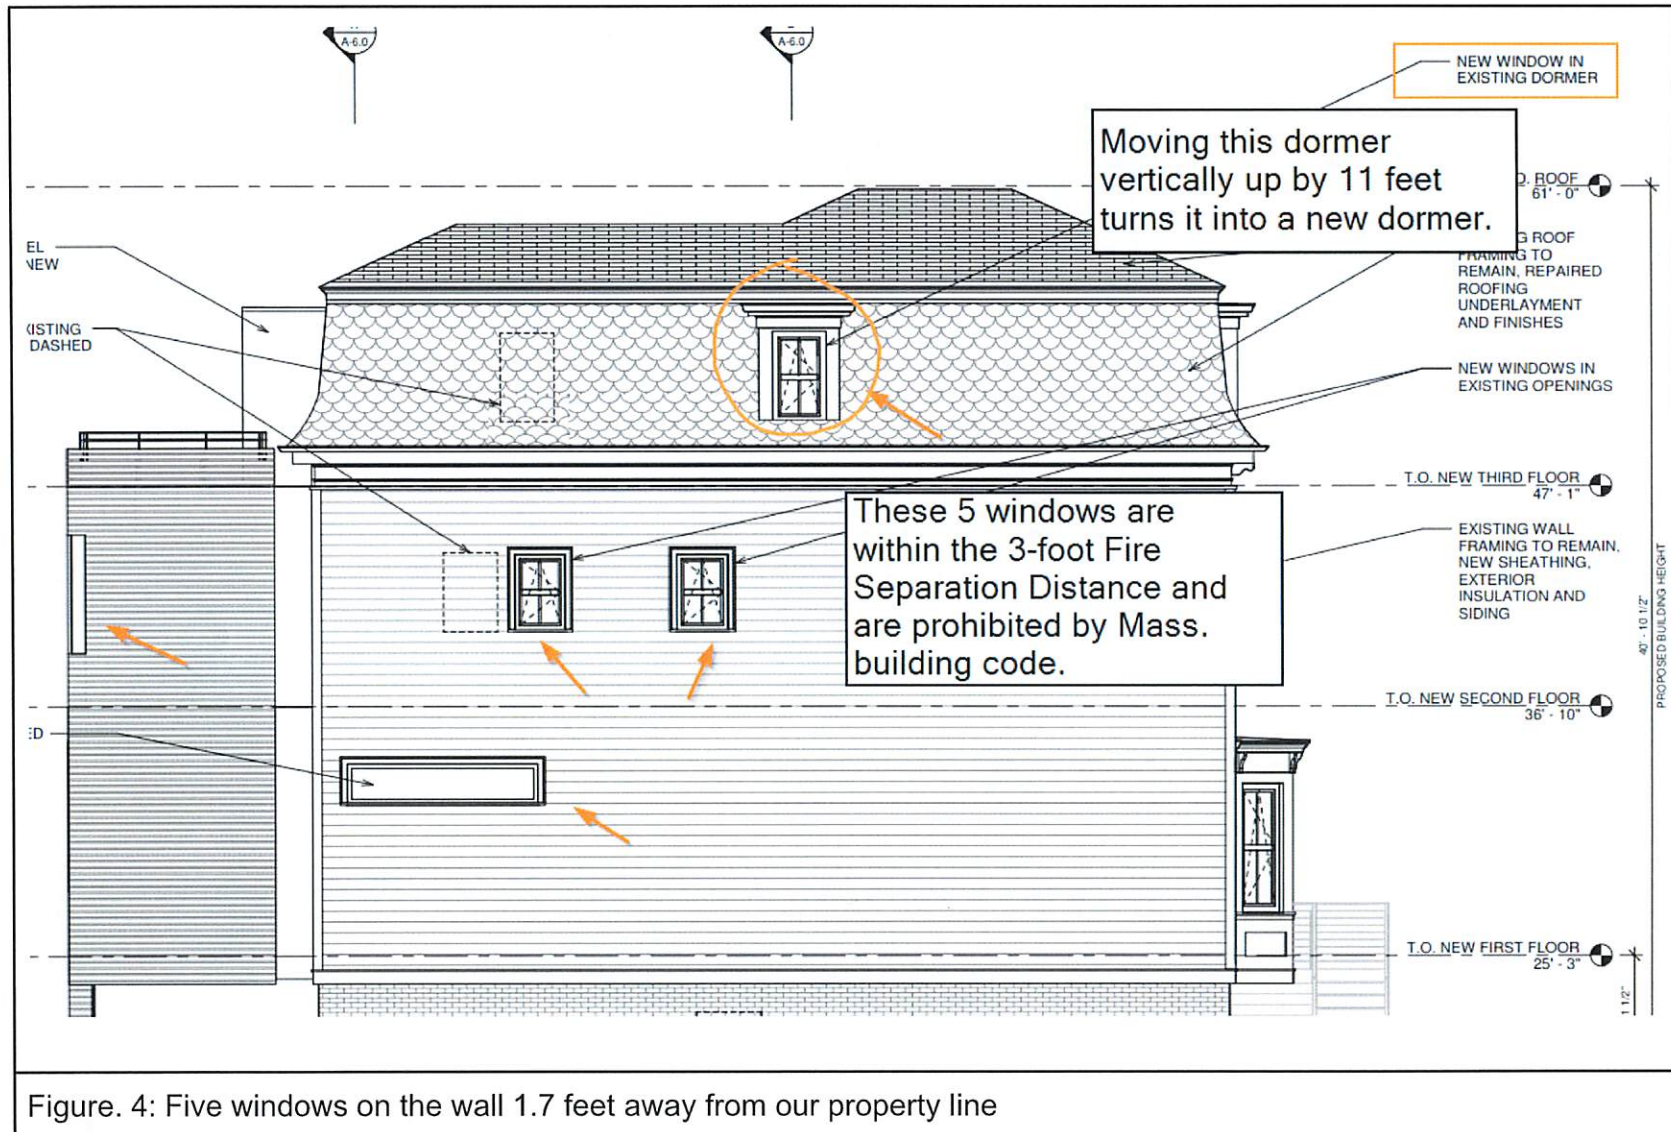 A-6.0
A-6.0
NEW WINDOW IN
EXISTING DORMER
Moving this dormer
vertically up by 11 feet
turns it into a new dormer.
O. ROOF
61' - 0"
EL
NEW
G ROOF
FRAMING TO
REMAIN, REPAIRED
ROOFING
UNDERLAYMENT
AND FINISHES
ISTING
DASHED
NEW WINDOWS IN
EXISTING OPENINGS
T.O. NEW THIRD FLOOR
47' - 1"
These 5 windows are
within the 3-foot Fire
Separation Distance and
are prohibited by Mass.
building code.
EXISTING WALL
FRAMING TO REMAIN,
NEW SHEATHING,
EXTERIOR
INSULATION AND
SIDING
40' - 10 1/2"
PROPOSED BUILDING HEIGHT
T.O. NEW SECOND FLOOR
36' - 10"
ED
T.O. NEW FIRST FLOOR
25' - 3"
1 1/2"
Figure. 4: Five windows on the wall 1.7 feet away from our property line